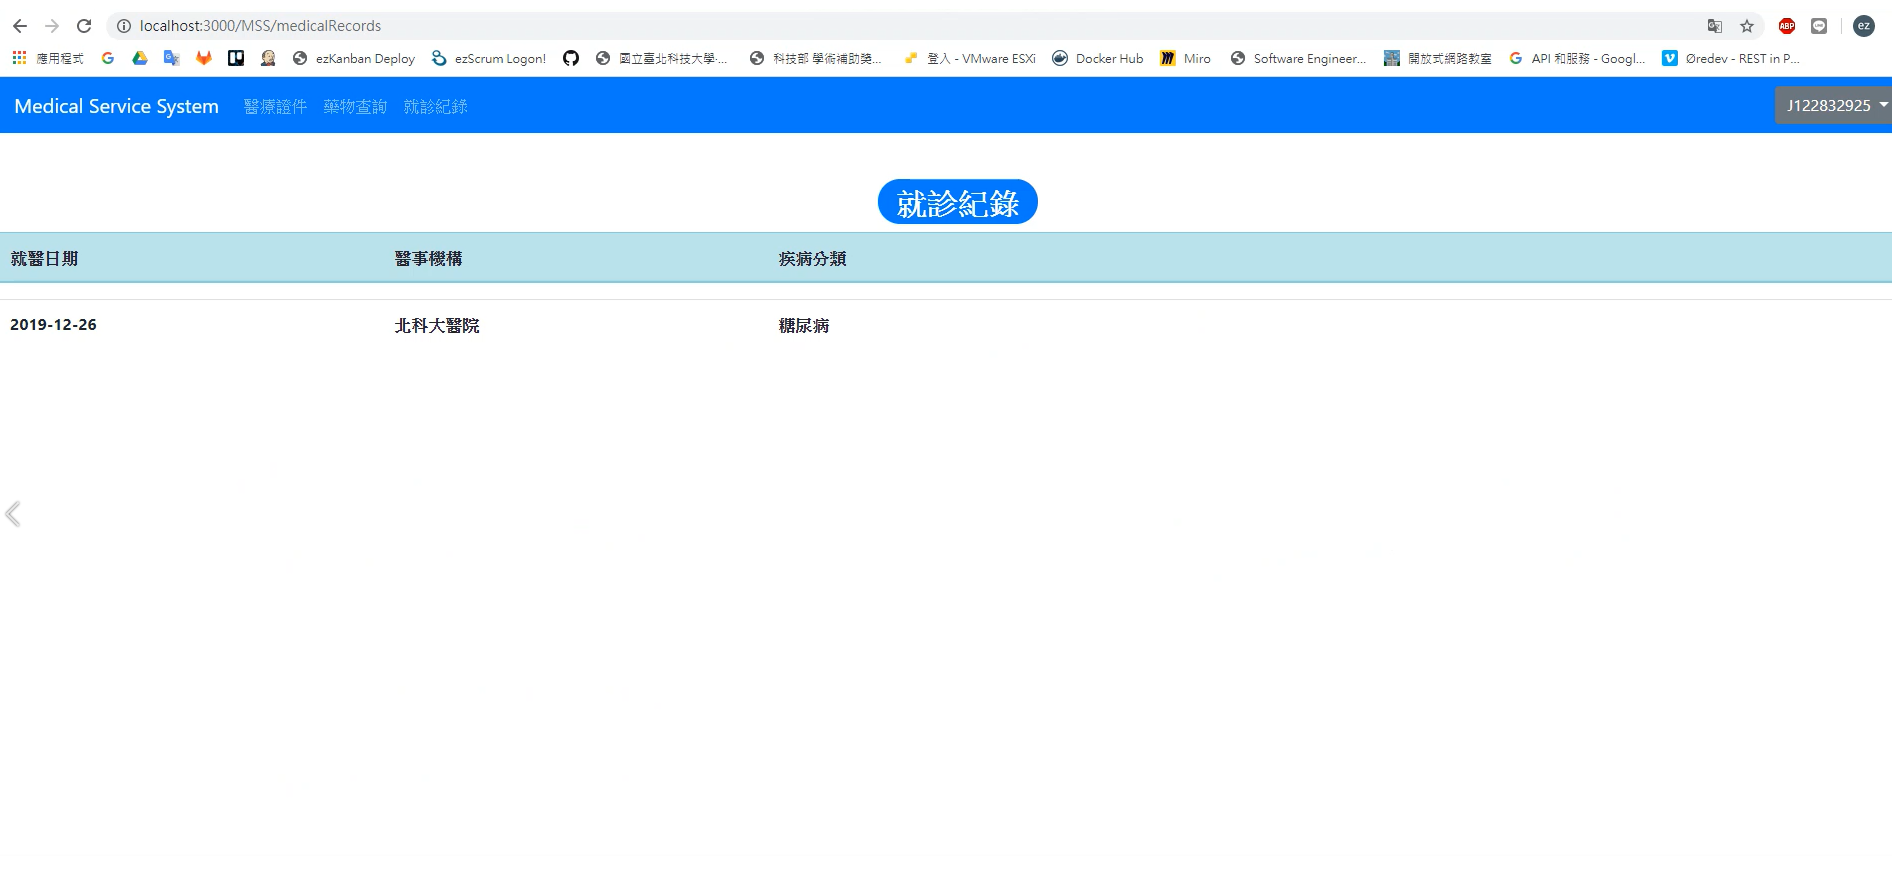 localhost:3000/MSS/medicalRecords
ABP
ez
應用程式 ezKanban Deploy ezScrum Logon! 國立臺北科技大學-... 科技部 學術補助獎... 登入 - VMware ESXi Docker Hub Miro Software Engineer... 開放式網路教室 API 和服務 - Googl... Øredev - REST in P...
Medical Service System 醫療證件 藥物查詢 就診紀錄 J122832925
就診紀錄
就醫日期 醫事機構 疾病分類
2019-12-26 北科大醫院 糖尿病